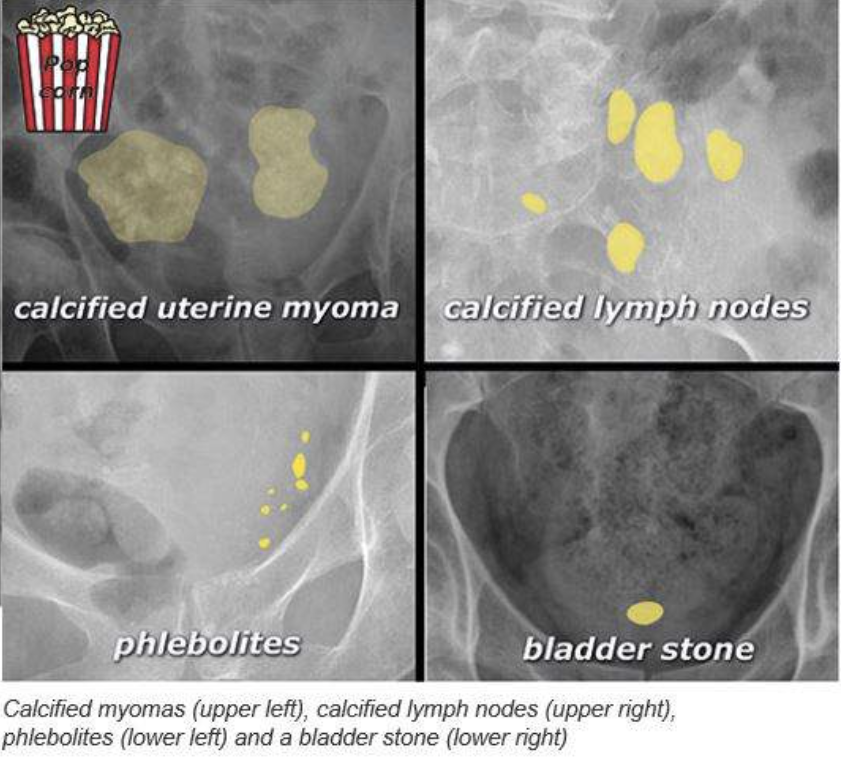 Pop
corn
calcified uterine myoma
calcified lymph nodes
phlebolites
bladder stone
Calcified myomas (upper left), calcified lymph nodes (upper right),
phlebolites (lower left) and a bladder stone (lower right)